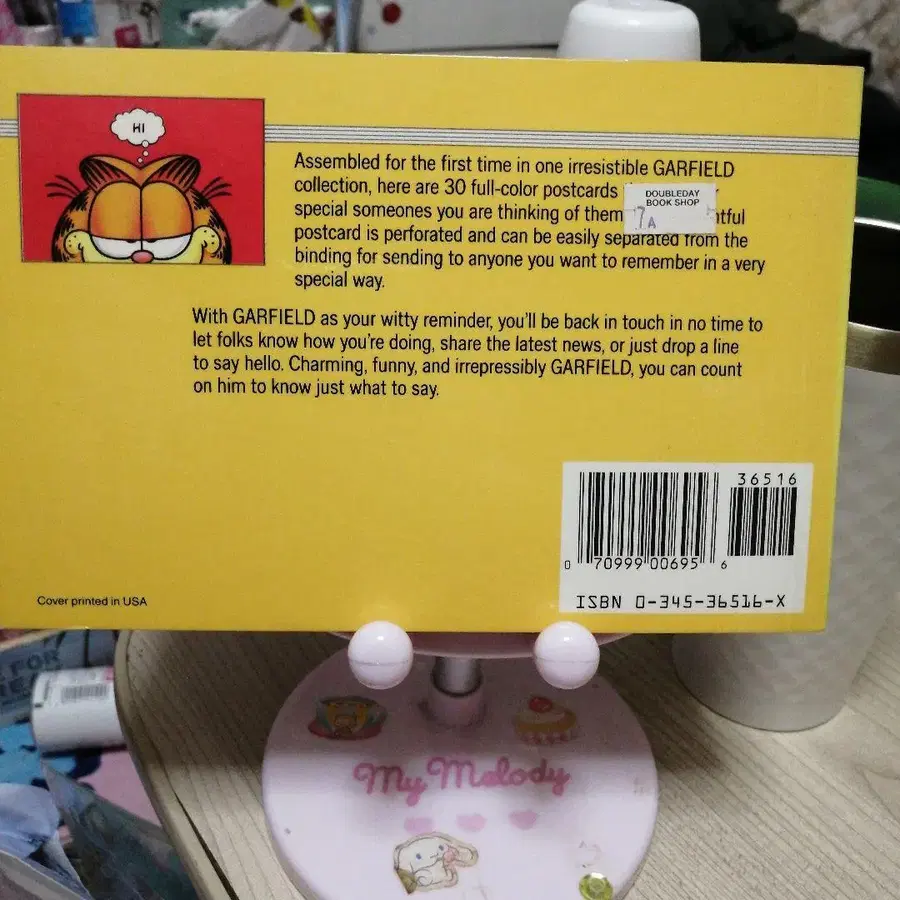 HI
Assembled for the first time in one irresistible GARFIELD
collection, here are 30 full-color postcards
special someones you are thinking of them
DOUBLEDAY
BOOK SHOP
7A
postcard is perforated and can be easily separated from the
binding for sending to anyone you want to remember in a very
special way.
With GARFIELD as your witty reminder, you'll be back in touch in no time to
let folks know how you're doing, share the latest news, or just drop a line
to say hello. Charming, funny, and irrepressibly GARFIELD, you can count
on him to know just what to say.
36516
0 70999 00695 6
ISBN 0-345-36516-X
Cover printed in USA
FOR
My Melody